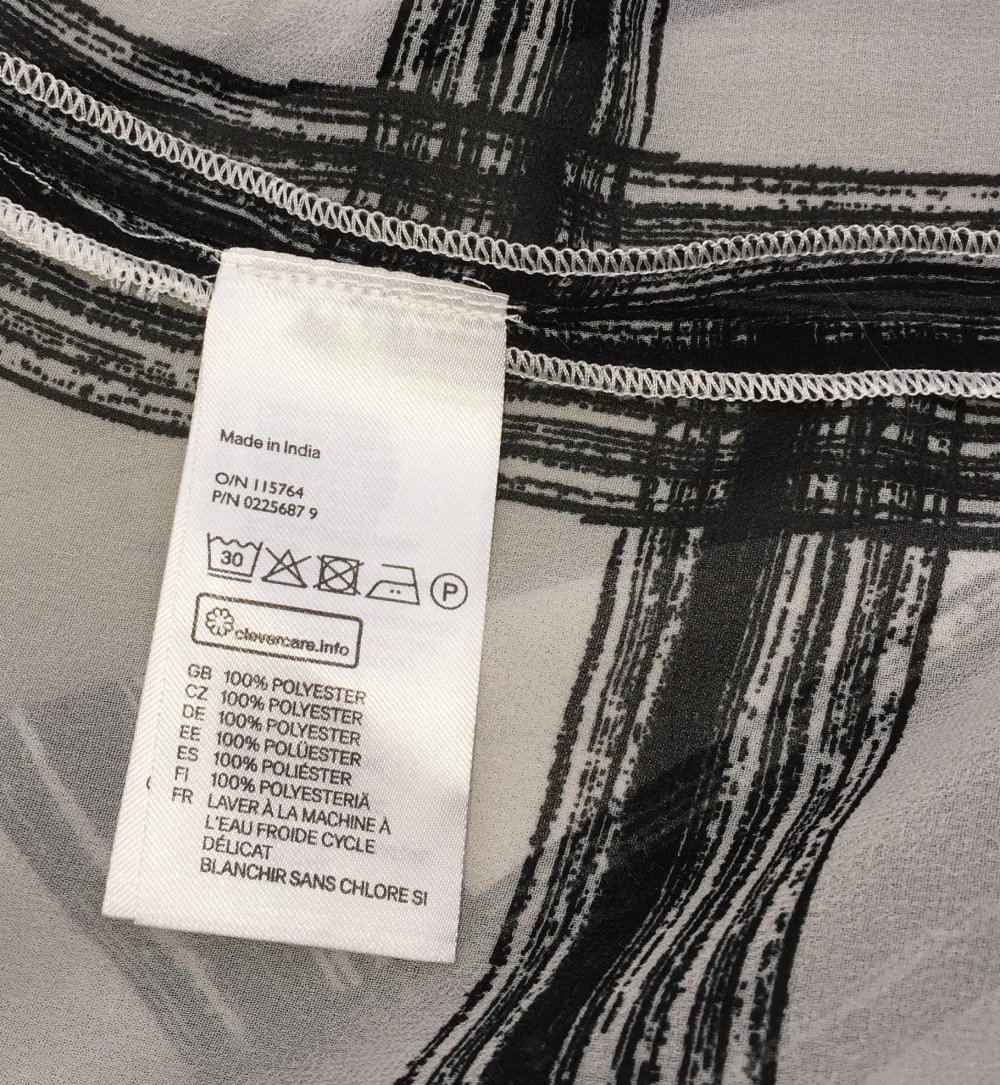 Made in India
O/N 115764
P/N 0225687 9
30 P
clevercare.info
GB 100% POLYESTER
CZ 100% POLYESTER
DE 100% POLYESTER
EE 100% POLÜESTER
ES 100% POLIÉSTER
FI 100% POLYESTERIÄ
FR LAVER À LA MACHINE À
L'EAU FROIDE CYCLE
DÉLICAT
BLANCHIR SANS CHLORE SI